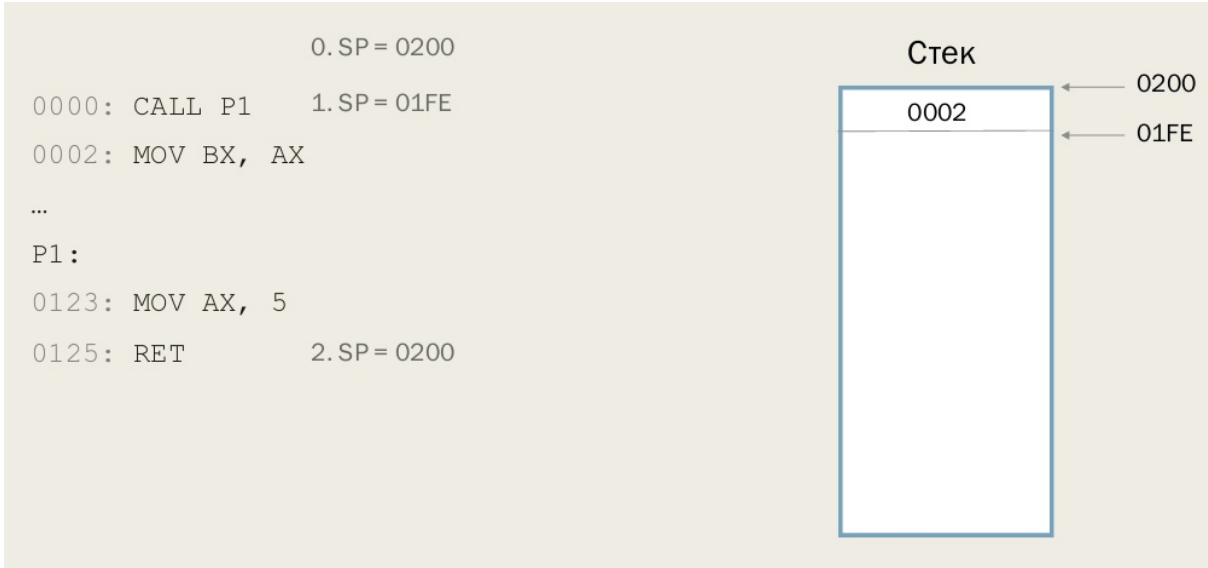 0. SP = 0200
0000: CALL P1 1. SP = 01FE
0002: MOV BX, AX
…
P1:
0123: MOV AX, 5
0125: RET 2. SP = 0200
Стек
0200
0002
01FE